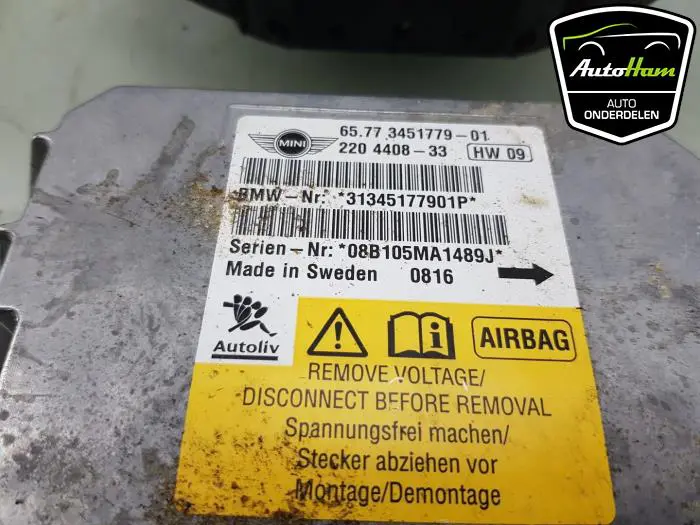 AutoHam
AUTO
ONDERDELEN
MINI
65.77 3451779-01
220 4408-33
HW 09
BMW-Nr: *31345177901P*
Serien-Nr: *08B105MA1489J*
Made in Sweden 0816
Autoliv
AIRBAG
REMOVE VOLTAGE/
DISCONNECT BEFORE REMOVAL
Spannungsfrei machen/
Stecker abziehen vor
Montage/Demontage